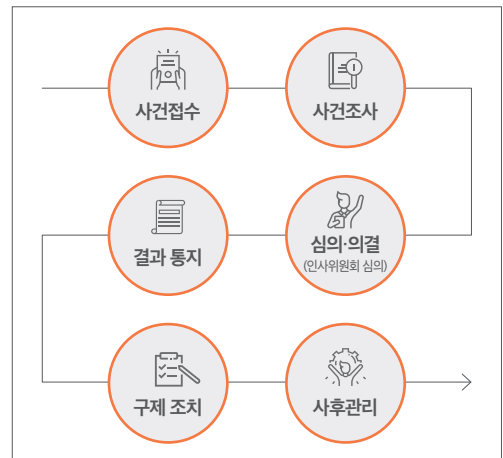 사건접수
사건조사
심의·의결
(인사위원회 심의)
결과 통지
구제 조치
사후관리